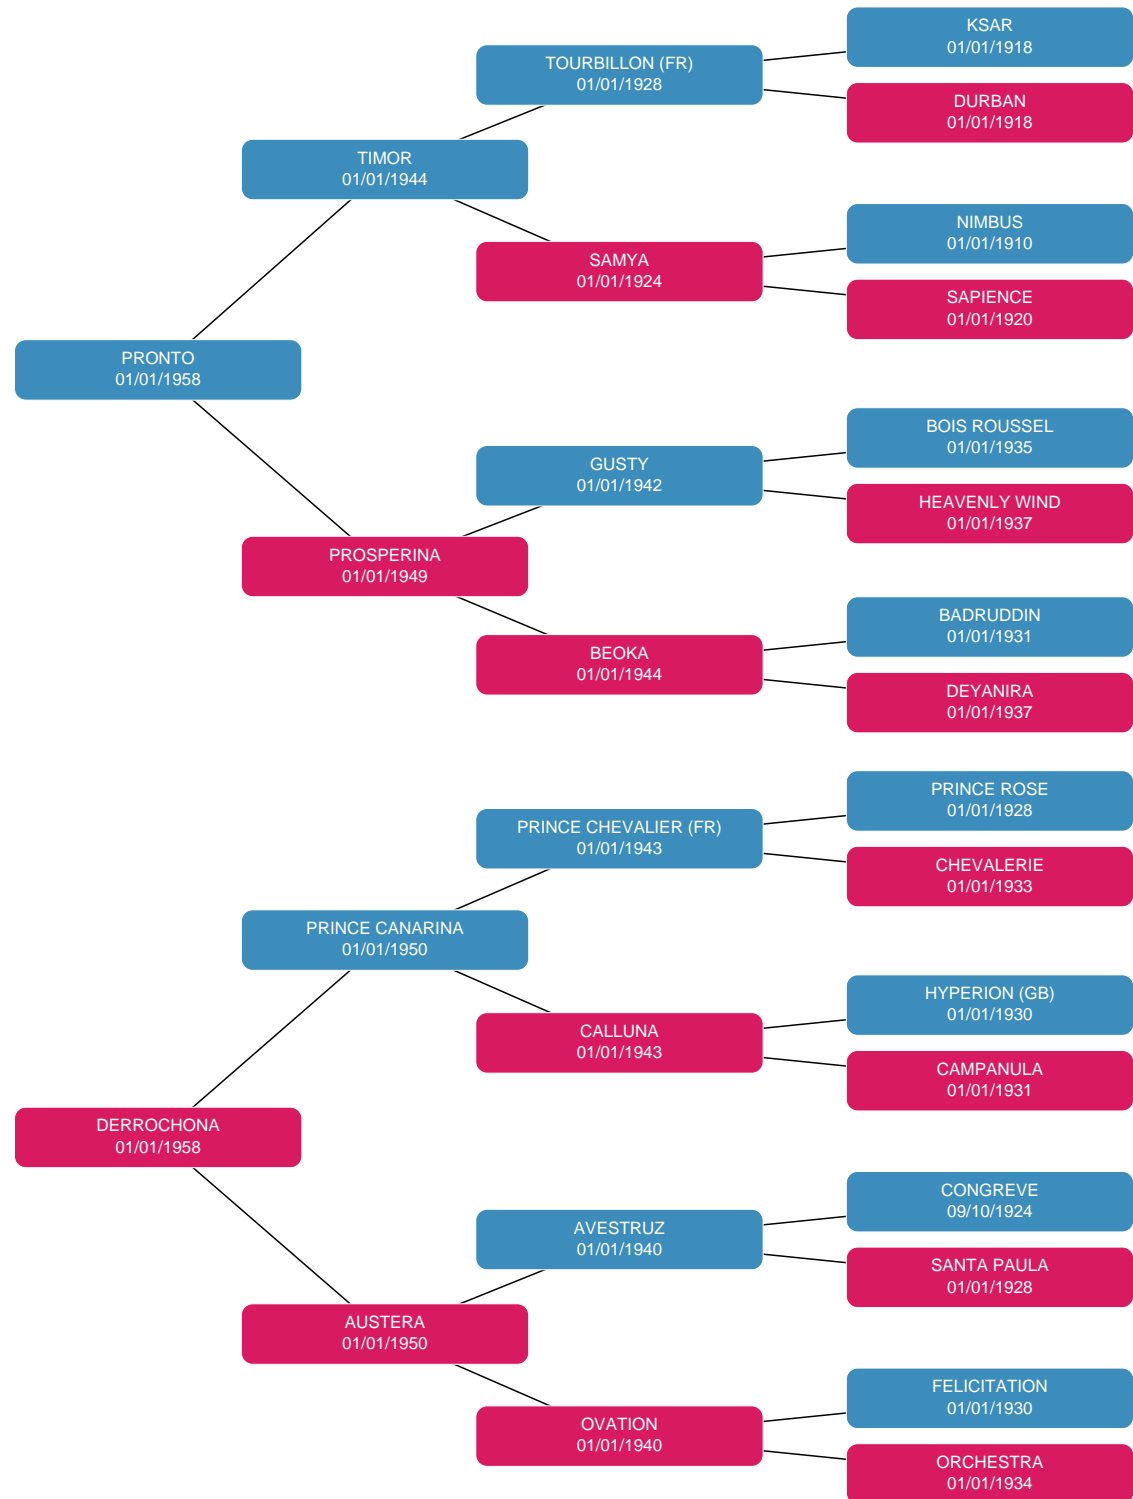 KSAR
01/01/1918
TOURBILLON (FR)
01/01/1928
DURBAN
01/01/1918
TIMOR
01/01/1944
NIMBUS
01/01/1910
SAMYA
01/01/1924
SAPIENCE
01/01/1920
PRONTO
01/01/1958
BOIS ROUSSEL
01/01/1935
GUSTY
01/01/1942
HEAVENLY WIND
01/01/1937
PROSPERINA
01/01/1949
BADRUDDIN
01/01/1931
BEOKA
01/01/1944
DEYANIRA
01/01/1937
PRINCE ROSE
01/01/1928
PRINCE CHEVALIER (FR)
01/01/1943
CHEVALERIE
01/01/1933
PRINCE CANARINA
01/01/1950
HYPERION (GB)
01/01/1930
CALLUNA
01/01/1943
CAMPANULA
01/01/1931
DERROCHONA
01/01/1958
CONGREVE
09/10/1924
AVESTRUZ
01/01/1940
SANTA PAULA
01/01/1928
AUSTERA
01/01/1950
FELICITATION
01/01/1930
OVATION
01/01/1940
ORCHESTRA
01/01/1934